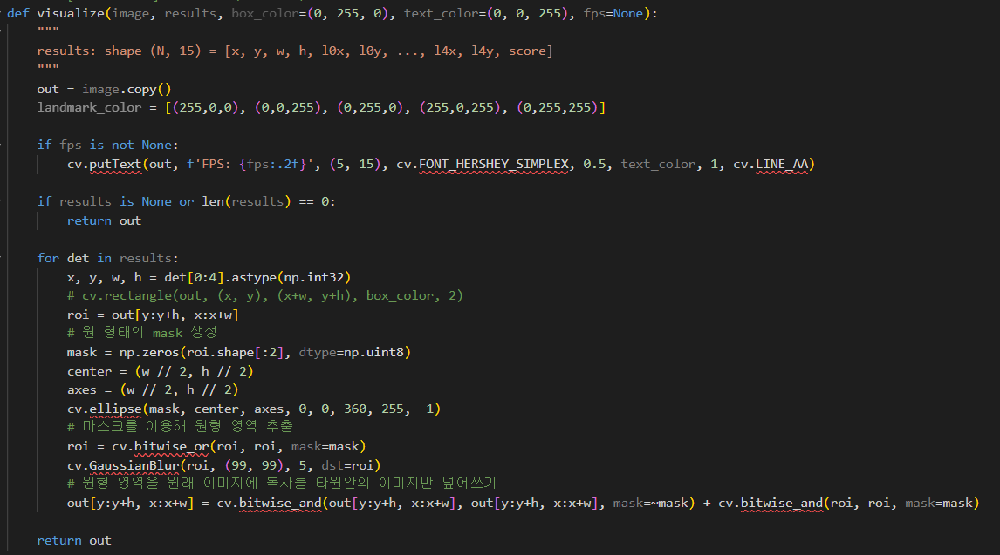 def visualize(image, results, box_color=(0, 255, 0), text_color=(0, 0, 255), fps=None):
"""
results: shape (N, 15) = [x, y, w, h, l0x, l0y, ..., l4x, l4y, score]
"""
out = image.copy()
landmark_color = [(255,0,0), (0,0,255), (0,255,0), (255,0,255), (0,255,255)]
if fps is not None:
cv.putText(out, f'FPS: {fps:.2f}', (5, 15), cv.FONT_HERSHEY_SIMPLEX, 0.5, text_color, 1, cv.LINE_AA)
if results is None or len(results) == 0:
return out
for det in results:
x, y, w, h = det[0:4].astype(np.int32)
# cv.rectangle(out, (x, y), (x+w, y+h), box_color, 2)
roi = out[y:y+h, x:x+w]
# 원 형태의 mask 생성
mask = np.zeros(roi.shape[:2], dtype=np.uint8)
center = (w // 2, h // 2)
axes = (w // 2, h // 2)
cv.ellipse(mask, center, axes, 0, 0, 360, 255, -1)
# 마스크를 이용해 원형 영역 추출
roi = cv.bitwise_or(roi, roi, mask=mask)
cv.GaussianBlur(roi, (99, 99), 5, dst=roi)
# 원형 영역을 원래 이미지에 복사를 타원안의 이미지만 덮어쓰기
out[y:y+h, x:x+w] = cv.bitwise_and(out[y:y+h, x:x+w], out[y:y+h, x:x+w], mask=~mask) + cv.bitwise_and(roi, roi, mask=mask)
return out